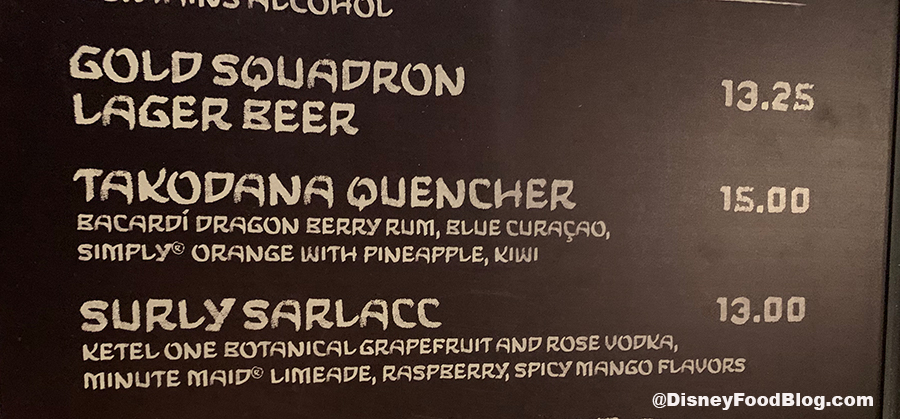 CONTAINS ALCOHOL
GOLD SQUADRON
LAGER BEER
13.25
TAKODANA QUENCHER
15.00
BACARDÍ DRAGON BERRY RUM, BLUE CURAÇAO,
SIMPLY® ORANGE WITH PINEAPPLE, KIWI
SURLY SARLACC
13.00
KETEL ONE BOTANICAL GRAPEFRUIT AND ROSE VODKA,
MINUTE MAID® LIMEADE, RASPBERRY, SPICY MANGO FLAVORS
@DisneyFoodBlog.com